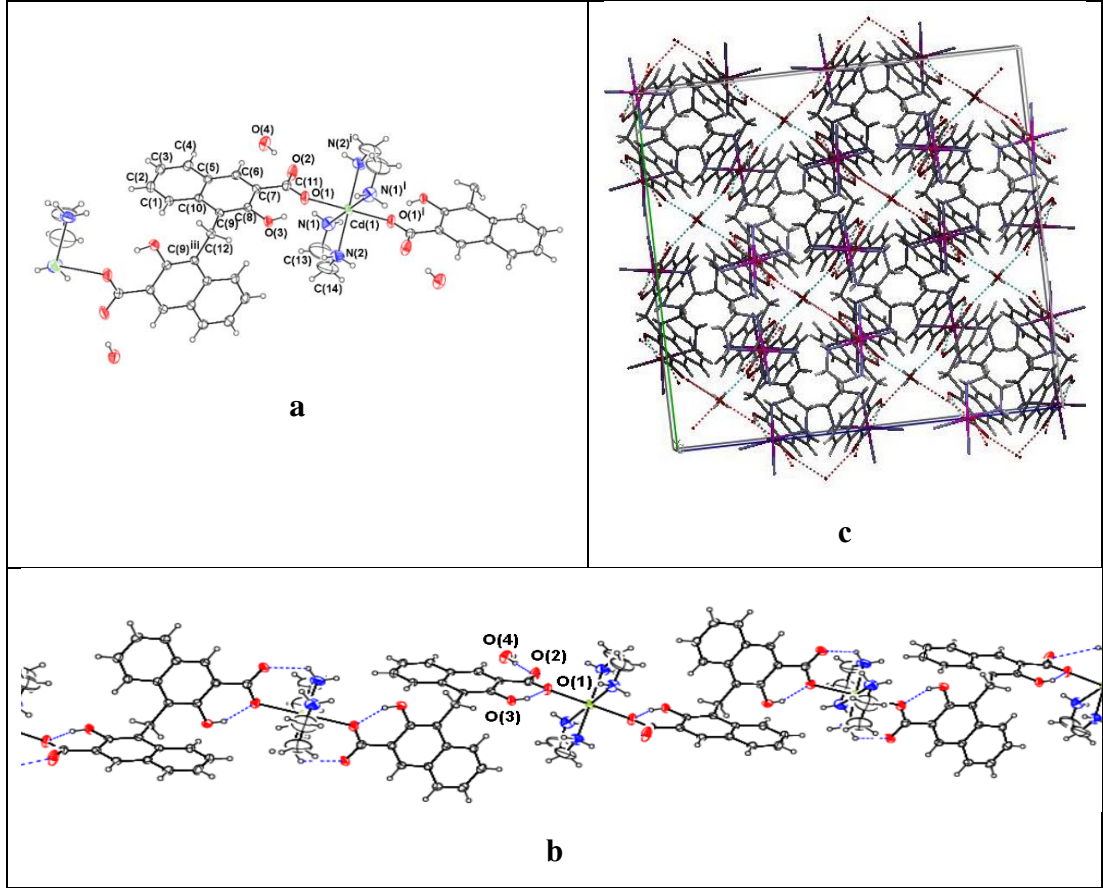 O(4)
N(2)ⁱ
C(4)
C(3)
O(2)
C(5)
C(6)
C(2)
C(11)
N(1)ⁱ
C(7)
O(1)
C(1)
C(10)
C(8)
O(1)ⁱ
C(9)
O(3)
N(1)
Cd(1)
C(12)
C(9)ⁱⁱⁱ
C(13)
N(2)
C(14)
a
c
O(4)
O(2)
O(1)
O(3)
b